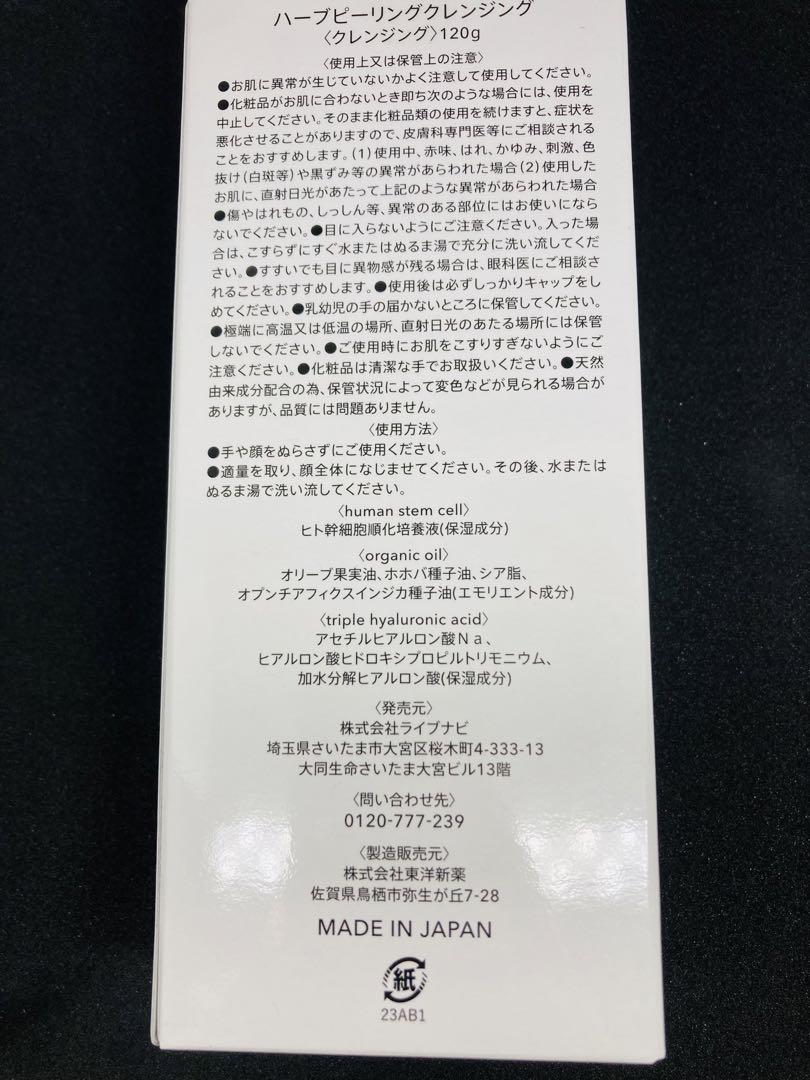 ハーブピーリングクレンジング
〈クレンジング〉120g
〈使用上又は保管上の注意〉
●お肌に異常が生じていないかよく注意して使用してください。
●化粧品がお肌に合わないとき即ち次のような場合には、使用を
中止してください。そのまま化粧品類の使用を続けますと、症状を
悪化させることがありますので、皮膚科専門医等にご相談される
ことをおすすめします。(1)使用中、赤味、はれ、かゆみ、刺激、色
抜け(白斑等)や黒ずみ等の異常があらわれた場合(2)使用した
お肌に、直射日光があたって上記のような異常があらわれた場合
●傷やはれもの、しっしん等、異常のある部位にはお使いになら
ないでください。●目に入らないようにご注意ください。入った場
合は、こすらずにすぐ水またはぬるま湯で充分に洗い流してくだ
さい。●すすいでも目に異物感が残る場合は、眼科医にご相談さ
れることをおすすめします。●使用後は必ずしっかりキャップをし
めてください。●乳幼児の手の届かないところに保管してください。
●極端に高温又は低温の場所、直射日光のあたる場所には保管
しないでください。●ご使用時にお肌をこすりすぎないようにご
注意ください。●化粧品は清潔な手でお取扱いください。●天然
由来成分配合の為、保管状況によって変色などが見られる場合が
ありますが、品質には問題ありません。
〈使用方法〉
●手や顔をぬらさずにご使用ください。
●適量を取り、顔全体になじませてください。その後、水または
ぬるま湯で洗い流してください。
〈human stem cell〉
ヒト幹細胞順化培養液(保湿成分)
〈organic oil〉
オリーブ果実油、ホホバ種子油、シア脂、
オプンチアフィクスインジカ種子油(エモリエント成分)
〈triple hyaluronic acid〉
アセチルヒアルロン酸Na、
ヒアルロン酸ヒドロキシプロピルトリモニウム、
加水分解ヒアルロン酸(保湿成分)
〈発売元〉
株式会社ライブナビ
埼玉県さいたま市大宮区桜木町4-333-13
大同生命さいたま大宮ビル13階
〈問い合わせ先〉
0120-777-239
〈製造販売元〉
株式会社東洋新薬
佐賀県鳥栖市弥生が丘7-28
MADE IN JAPAN
紙
23AB1